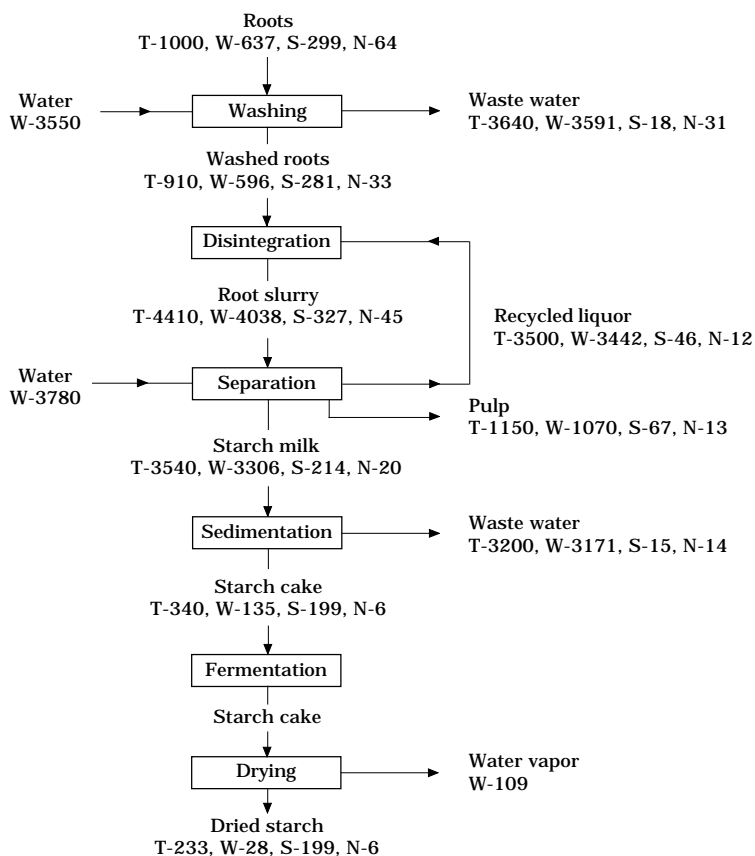 Roots
T-1000, W-637, S-299, N-64
Water
W-3550
Washing
Waste water
T-3640, W-3591, S-18, N-31
Washed roots
T-910, W-596, S-281, N-33
Disintegration
Root slurry
T-4410, W-4038, S-327, N-45
Recycled liquor
T-3500, W-3442, S-46, N-12
Water
W-3780
Separation
Pulp
T-1150, W-1070, S-67, N-13
Starch milk
T-3540, W-3306, S-214, N-20
Sedimentation
Waste water
T-3200, W-3171, S-15, N-14
Starch cake
T-340, W-135, S-199, N-6
Fermentation
Starch cake
Drying
Water vapor
W-109
Dried starch
T-233, W-28, S-199, N-6